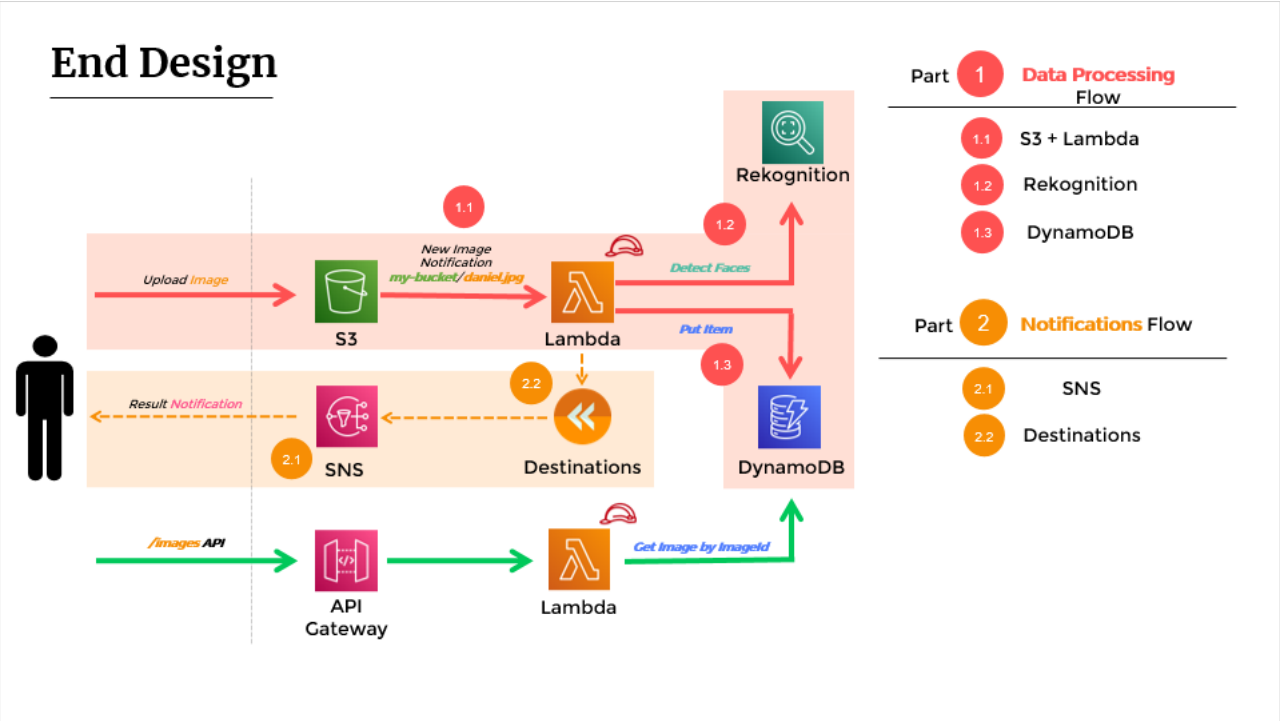 End Design
Part 1 Data Processing
Flow
1.1 S3 + Lambda
1.2 Rekognition
1.3 DynamoDB
Part 2 Notifications Flow
2.1 SNS
2.2 Destinations
Rekognition
1.1
1.2
Upload Image
New Image
Notification
my-bucket/daniel.jpg
Detect Faces
Put Item
S3
Lambda
1.3
2.2
Result Notification
2.1
SNS
Destinations
DynamoDB
/images API
</>
Get Image by ImageId
API
Gateway
Lambda